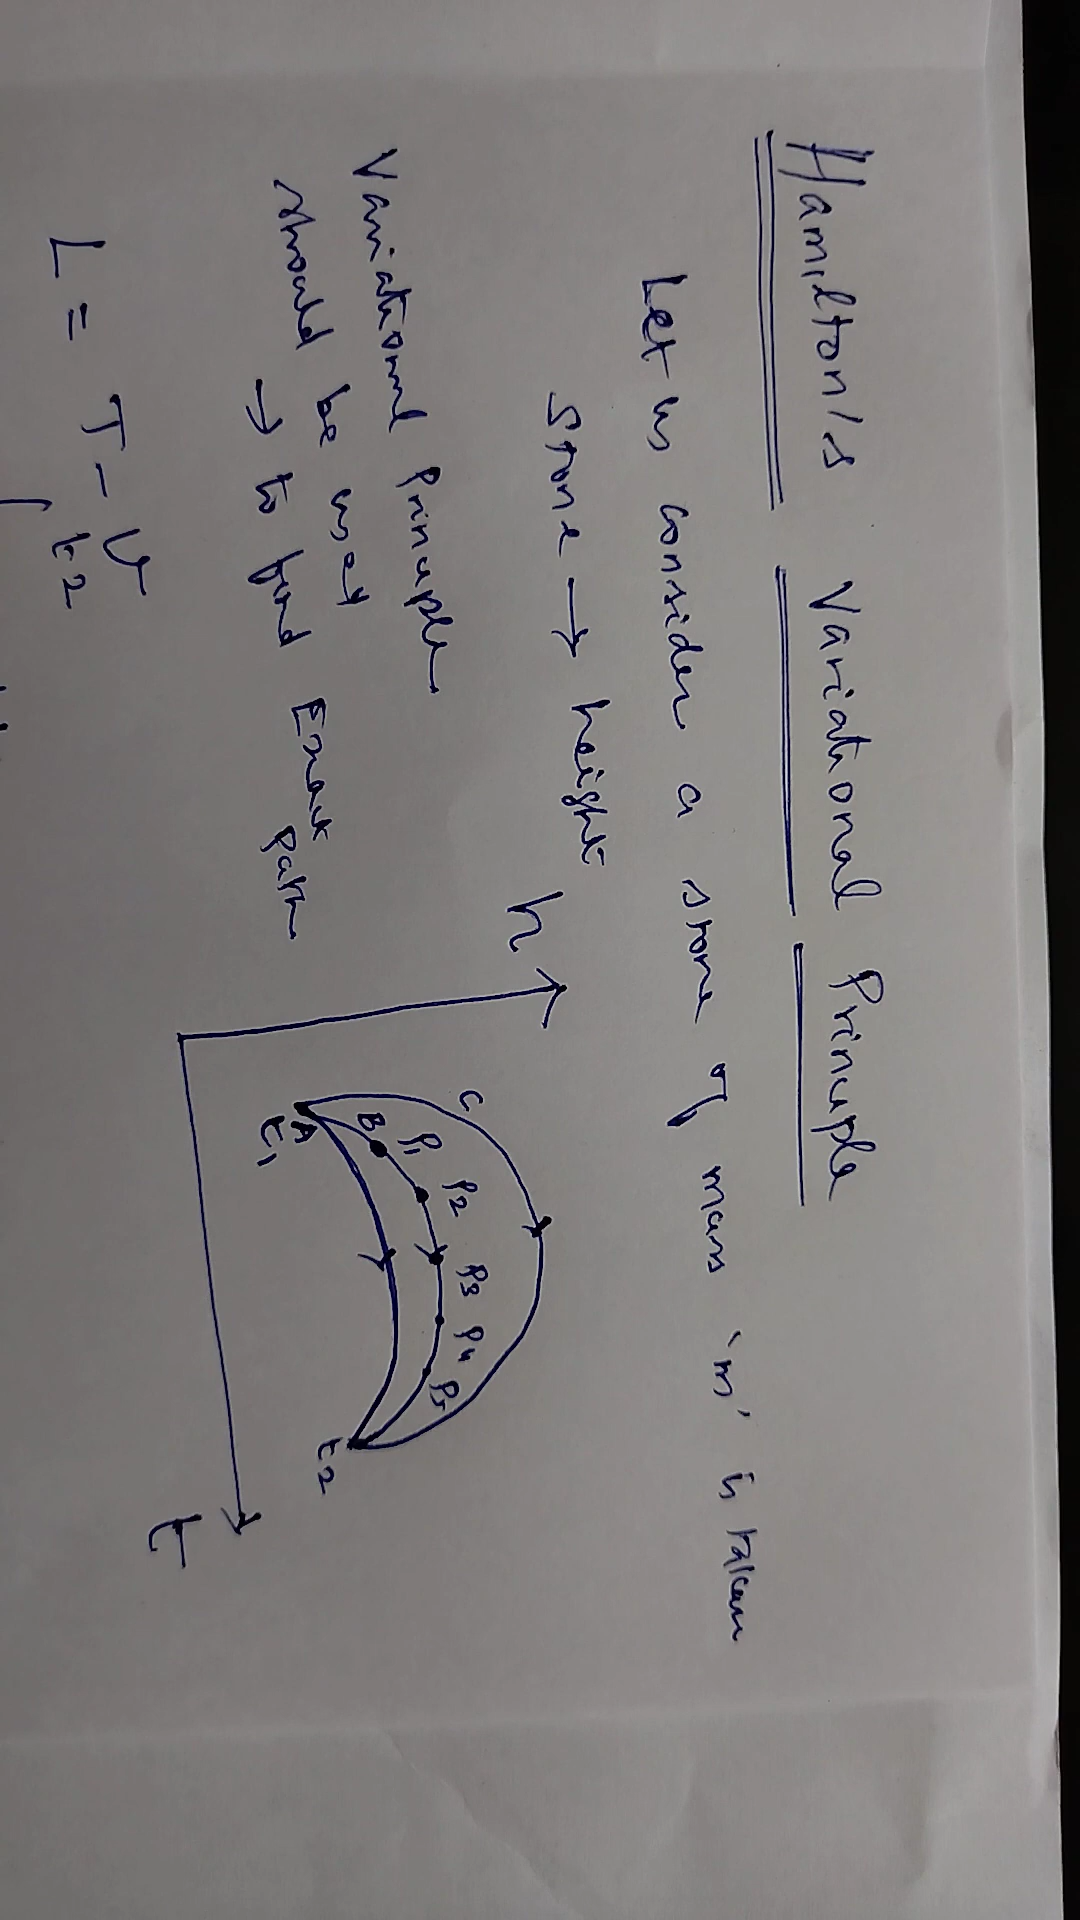 Hamilton's Variational Principle
Let us consider a stone of mass 'm' is taken
Stone → height
h
C
B P1 P2 P3 P4 P5
A
t1
t2
t
Variational Principle
should be used
→ to find Exact path
L = T - V
t2